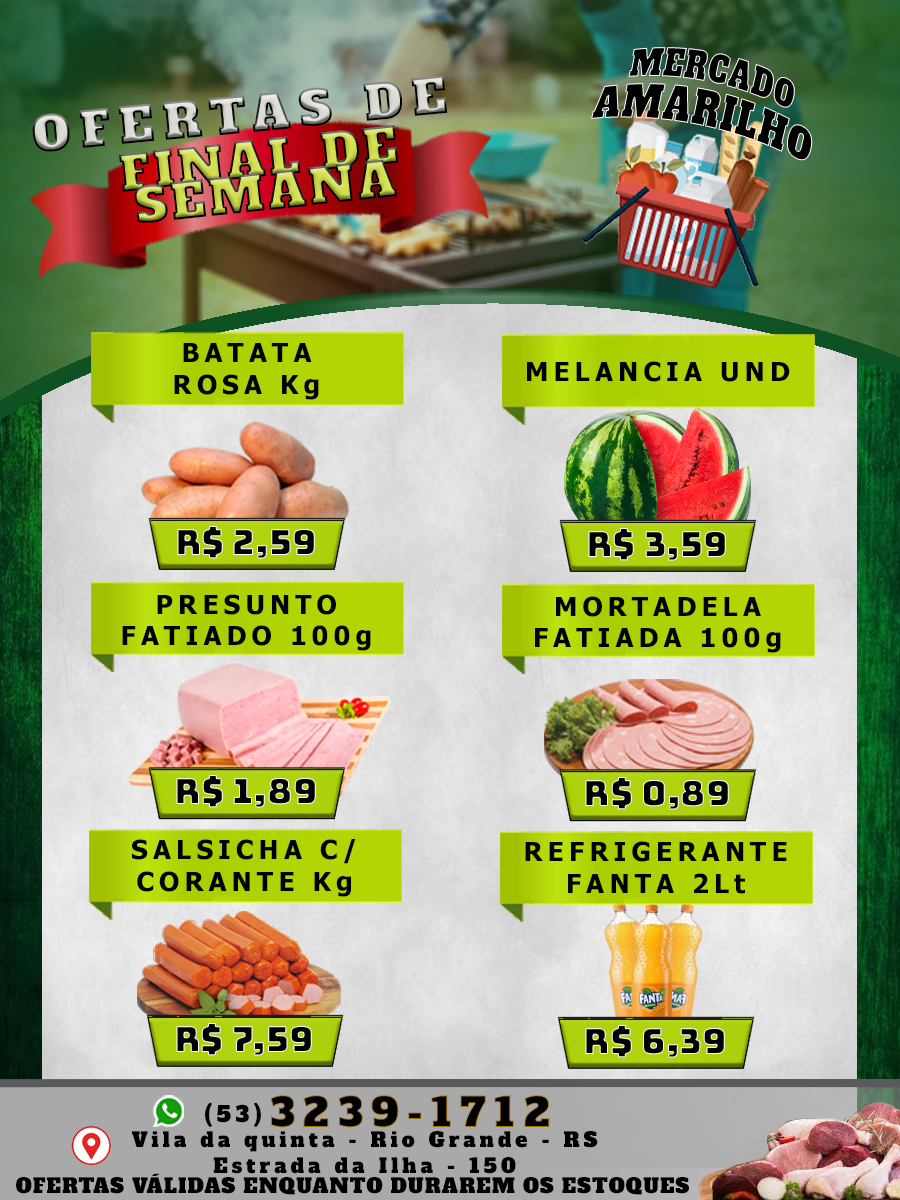 OFERTAS DE
FINAL DE
SEMANA
MERCADO
AMARILHO
BATATA
ROSA Kg
R$ 2,59
MELANCIA UND
R$ 3,59
PRESUNTO
FATIADO 100g
R$ 1,89
MORTADELA
FATIADA 100g
R$ 0,89
SALSICHA C/
CORANTE Kg
R$ 7,59
REFRIGERANTE
FANTA 2Lt
FANTA
R$ 6,39
(53) 3239-1712
Vila da quinta - Rio Grande - RS
Estrada da Ilha - 150
OFERTAS VÁLIDAS ENQUANTO DURAREM OS ESTOQUES